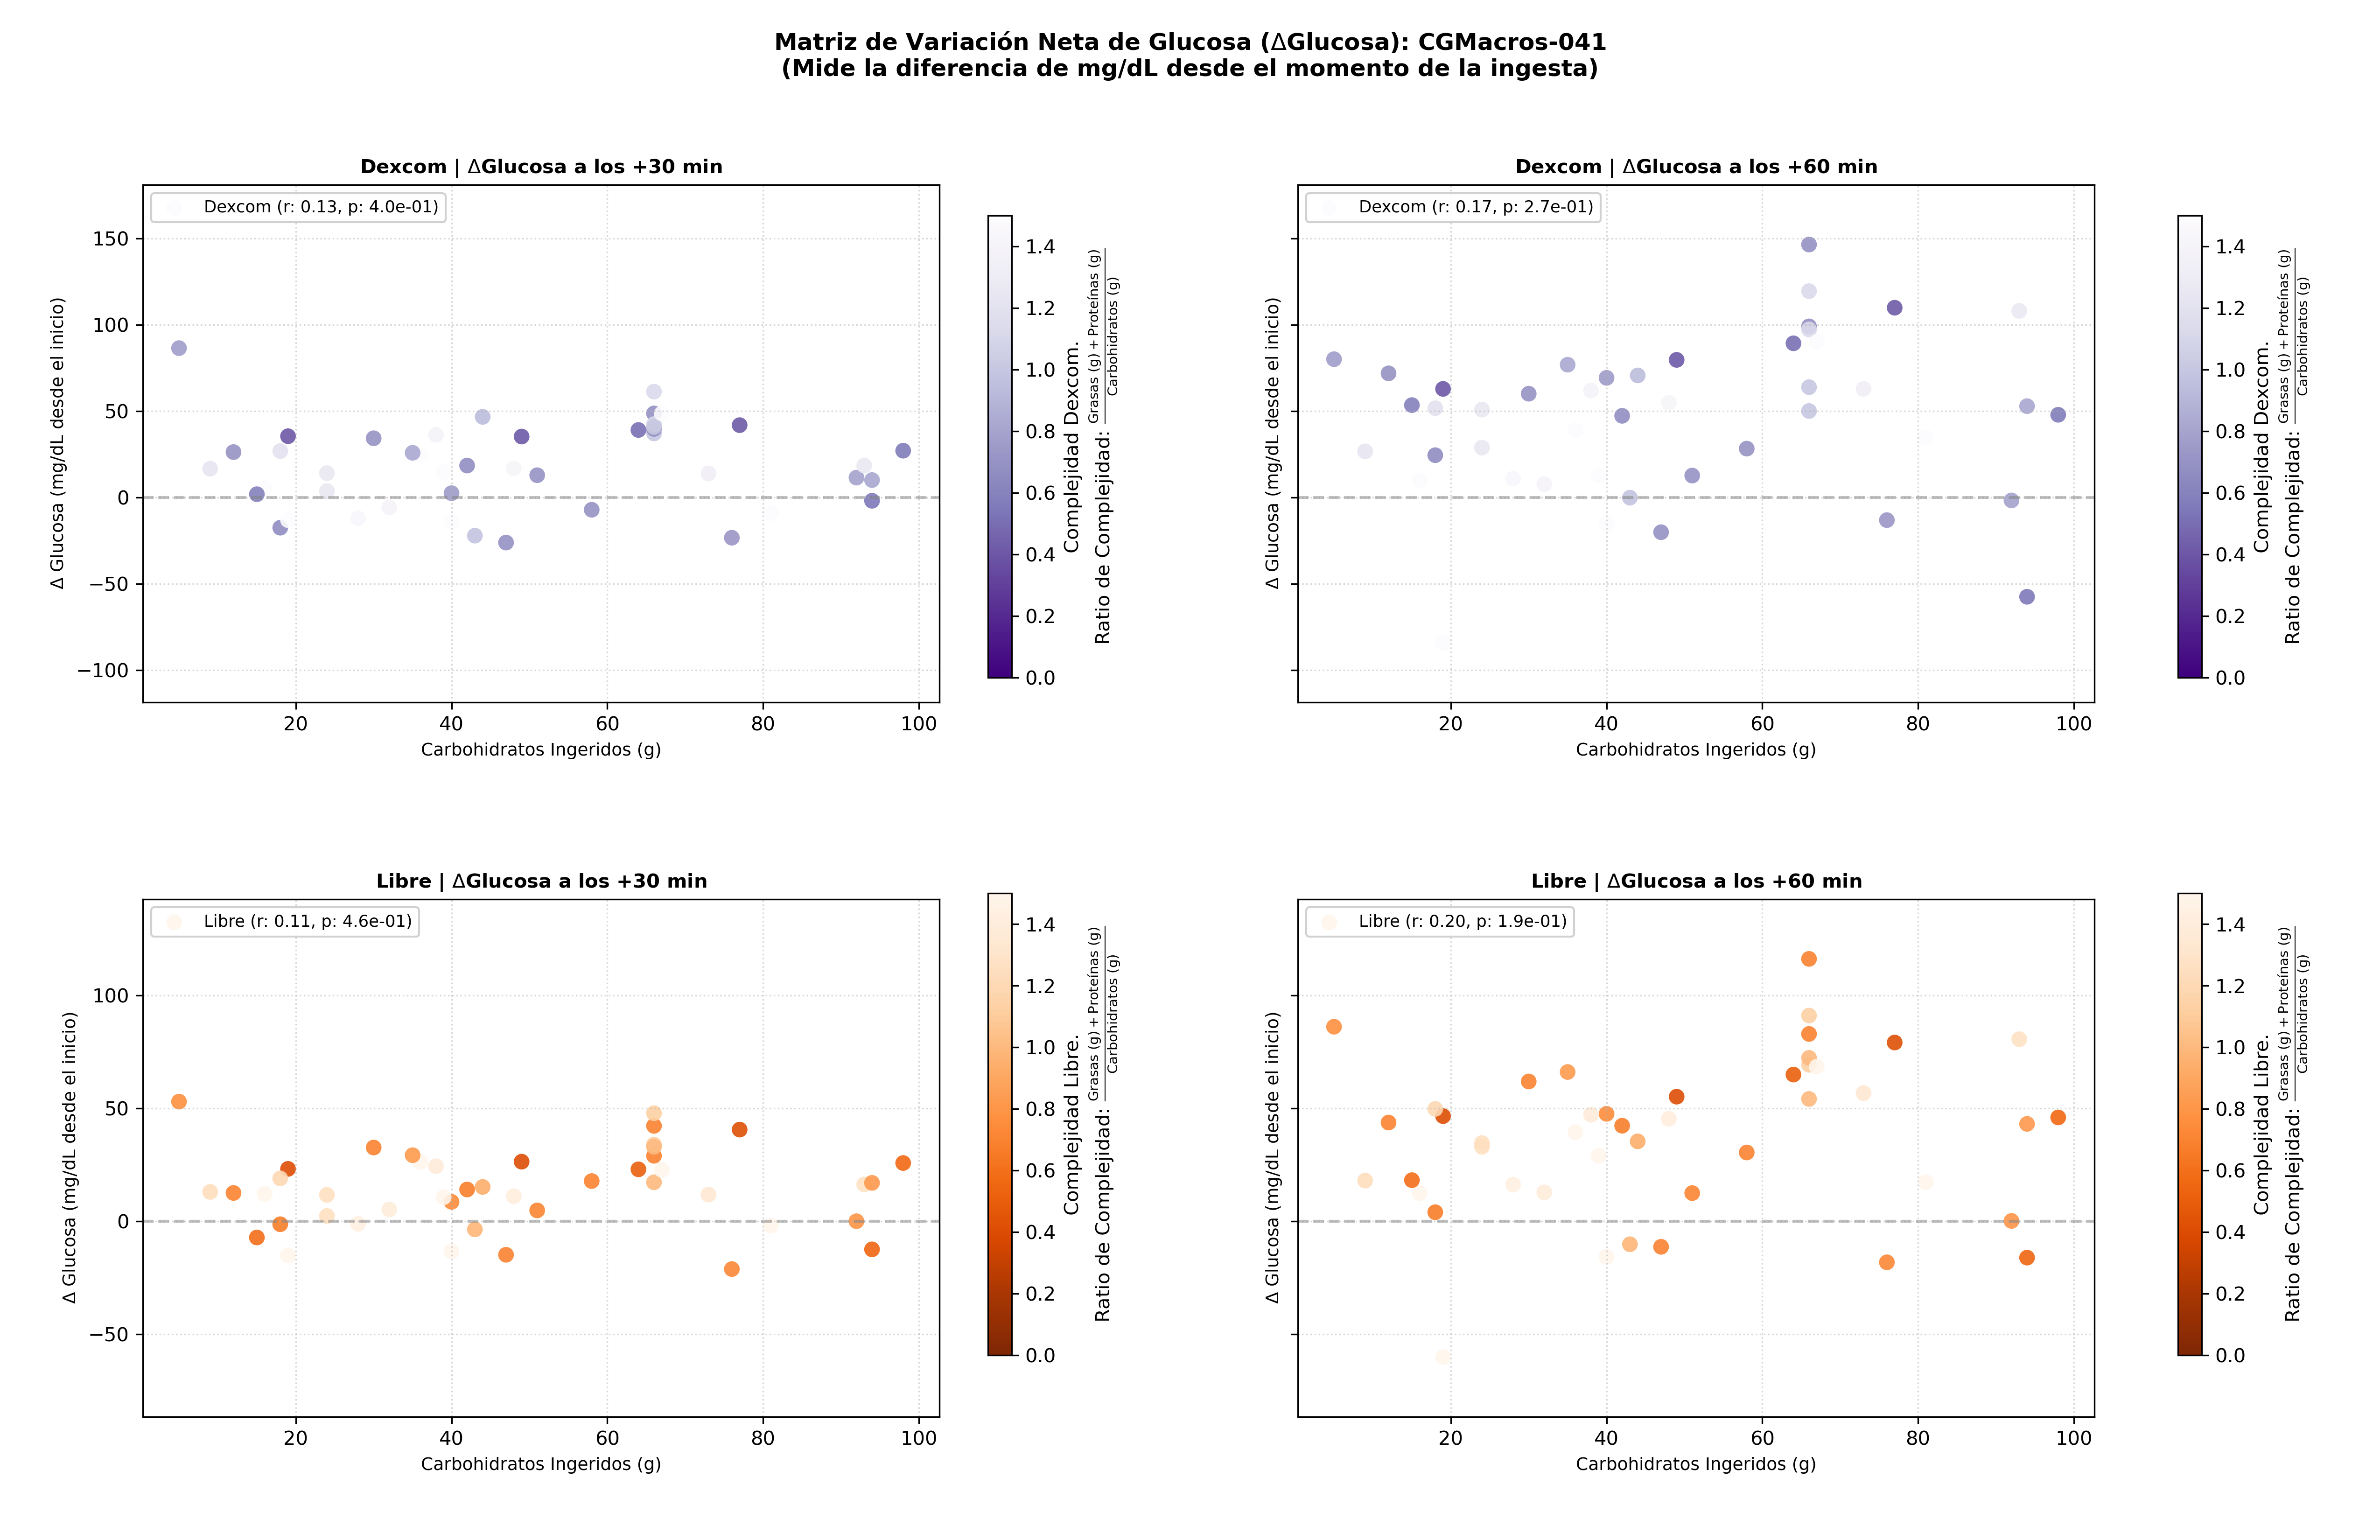 Matriz de Variación Neta de Glucosa (ΔGlucosa): CGMacros-041
(Mide la diferencia de mg/dL desde el momento de la ingesta)
Dexcom | ΔGlucosa a los +30 min
Dexcom (r: 0.13, p: 4.0e-01)
Δ Glucosa (mg/dL desde el inicio)
150
100
50
0
−50
−100
20
40
60
80
100
Carbohidratos Ingeridos (g)
1.4
1.2
1.0
0.8
0.6
0.4
0.2
0.0
Complejidad Dexcom.
Ratio de Complejidad: Grasas (g) + Proteínas (g)
Carbohidratos (g)
Dexcom | ΔGlucosa a los +60 min
Dexcom (r: 0.17, p: 2.7e-01)
Δ Glucosa (mg/dL desde el inicio)
20
40
60
80
100
Carbohidratos Ingeridos (g)
1.4
1.2
1.0
0.8
0.6
0.4
0.2
0.0
Complejidad Dexcom.
Ratio de Complejidad: Grasas (g) + Proteínas (g)
Carbohidratos (g)
Libre | ΔGlucosa a los +30 min
Libre (r: 0.11, p: 4.6e-01)
Δ Glucosa (mg/dL desde el inicio)
100
50
0
−50
20
40
60
80
100
Carbohidratos Ingeridos (g)
1.4
1.2
1.0
0.8
0.6
0.4
0.2
0.0
Complejidad Libre.
Ratio de Complejidad: Grasas (g) + Proteínas (g)
Carbohidratos (g)
Libre | ΔGlucosa a los +60 min
Libre (r: 0.20, p: 1.9e-01)
Δ Glucosa (mg/dL desde el inicio)
20
40
60
80
100
Carbohidratos Ingeridos (g)
1.4
1.2
1.0
0.8
0.6
0.4
0.2
0.0
Complejidad Libre.
Ratio de Complejidad: Grasas (g) + Proteínas (g)
Carbohidratos (g)